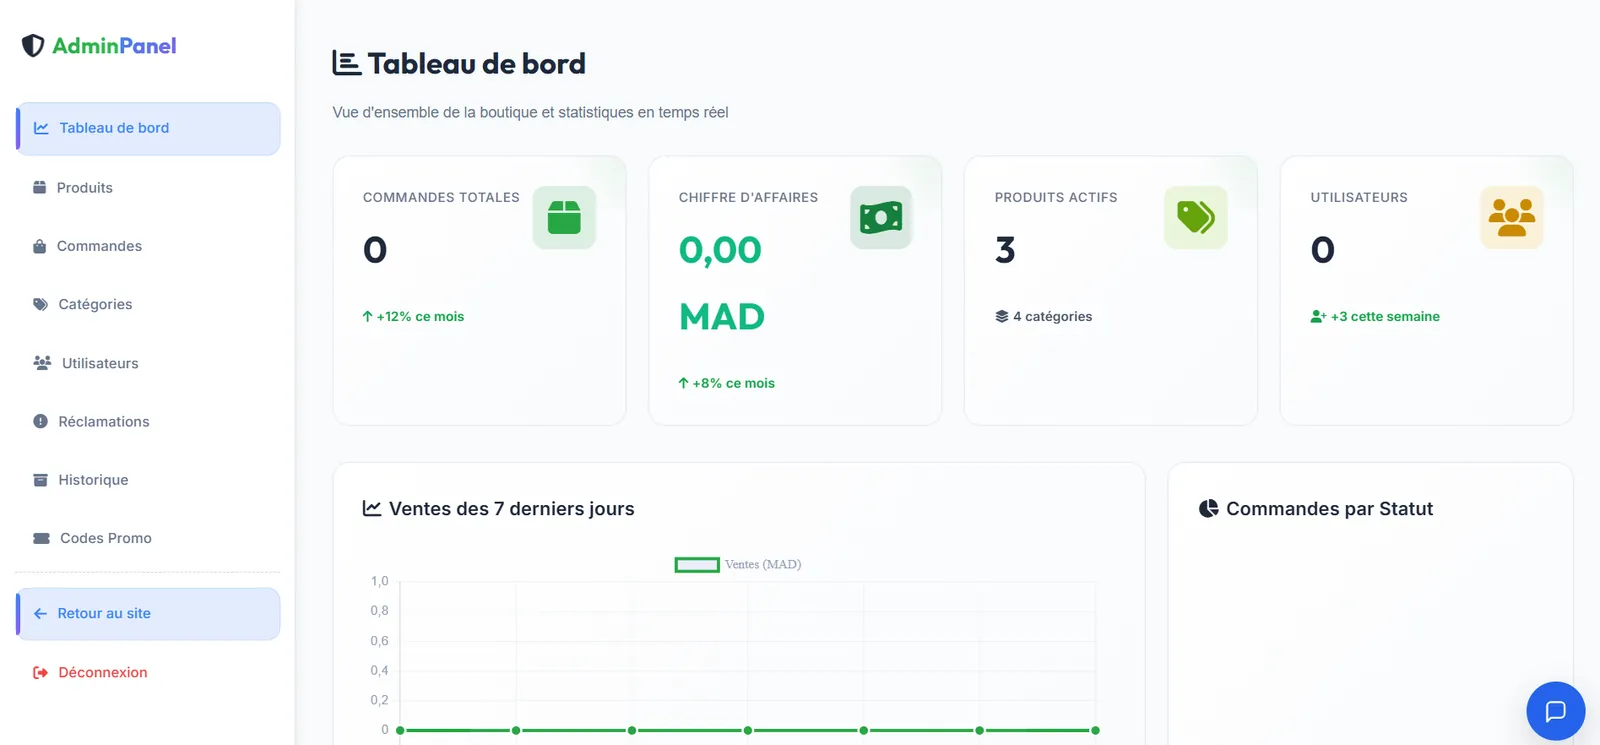 AdminPanel
Tableau de bord
Produits
Commandes
Catégories
Utilisateurs
Réclamations
Historique
Codes Promo
Retour au site
Déconnexion
Tableau de bord
Vue d'ensemble de la boutique et statistiques en temps réel
COMMANDES TOTALES
0
+12% ce mois
CHIFFRE D'AFFAIRES
0,00
MAD
+8% ce mois
PRODUITS ACTIFS
3
4 catégories
UTILISATEURS
0
+3 cette semaine
Ventes des 7 derniers jours
Ventes (MAD)
1,0
0,8
0,6
0,4
0,2
0
Commandes par Statut